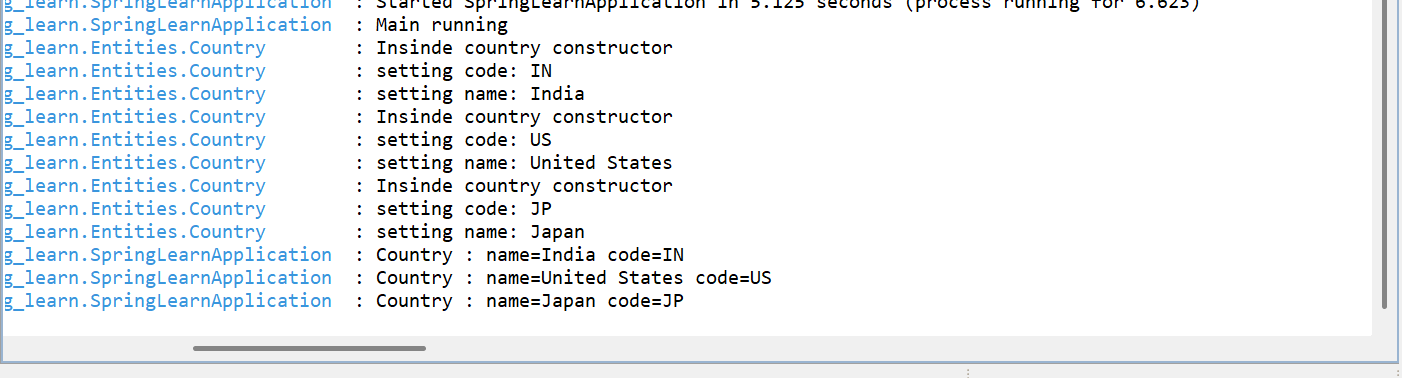 g_learn.SpringLearnApplication : Started SpringLearnApplication in 5.125 seconds (process running for 6.623)
g_learn.SpringLearnApplication : Main running
g_learn.Entities.Country : Insinde country constructor
g_learn.Entities.Country : setting code: IN
g_learn.Entities.Country : setting name: India
g_learn.Entities.Country : Insinde country constructor
g_learn.Entities.Country : setting code: US
g_learn.Entities.Country : setting name: United States
g_learn.Entities.Country : Insinde country constructor
g_learn.Entities.Country : setting code: JP
g_learn.Entities.Country : setting name: Japan
g_learn.SpringLearnApplication : Country : name=India code=IN
g_learn.SpringLearnApplication : Country : name=United States code=US
g_learn.SpringLearnApplication : Country : name=Japan code=JP